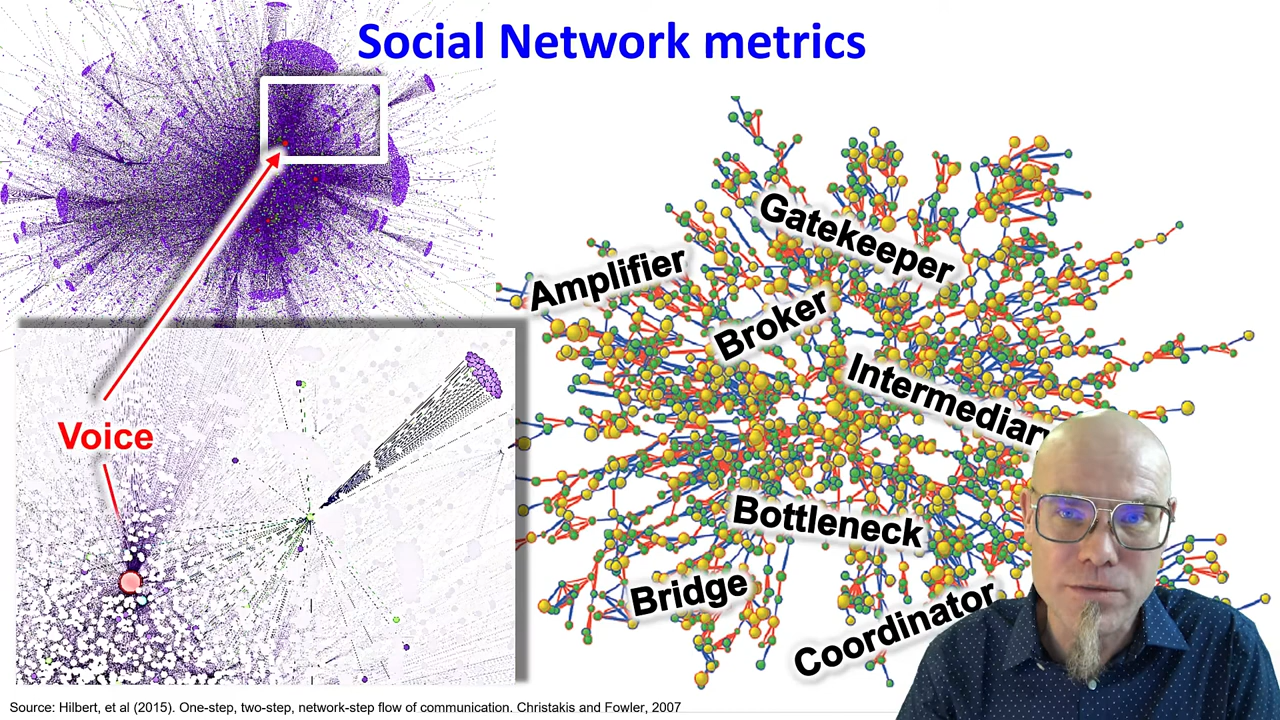 Social Network metrics
Gatekeeper
Amplifier
Broker
Intermediary
Voice
Bottleneck
Bridge
Coordinator
Source: Hilbert, et al (2015). One-step, two-step, network-step flow of communication. Christakis and Fowler, 2007